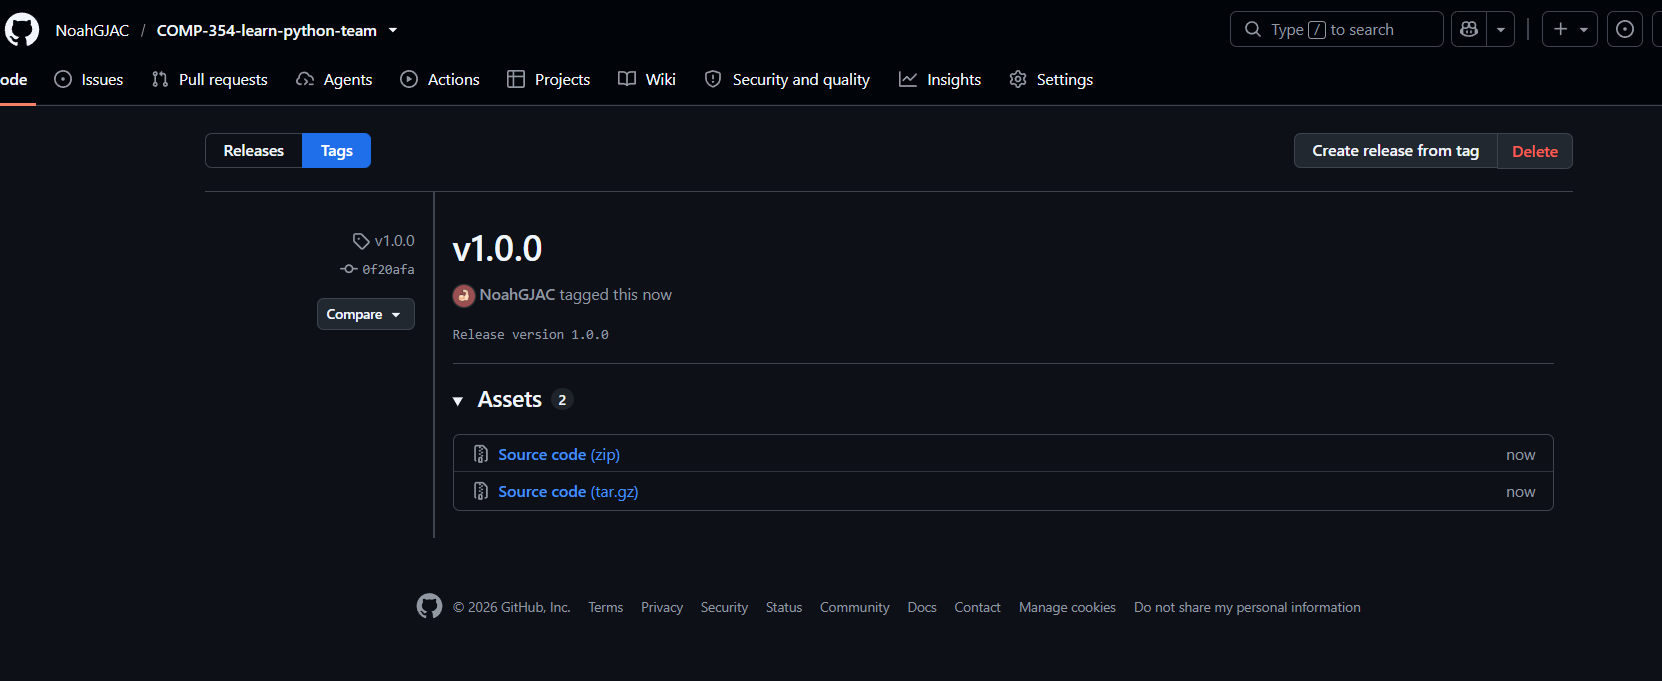 NoahGJAC / COMP-354-learn-python-team
Type / to search
ode Issues Pull requests Agents Actions Projects Wiki Security and quality Insights Settings
Releases Tags
Create release from tag Delete
v1.0.0
0f20afa
Compare
v1.0.0
NoahGJAC tagged this now
Release version 1.0.0
Assets 2
Source code (zip) now
Source code (tar.gz) now
© 2026 GitHub, Inc. Terms Privacy Security Status Community Docs Contact Manage cookies Do not share my personal information